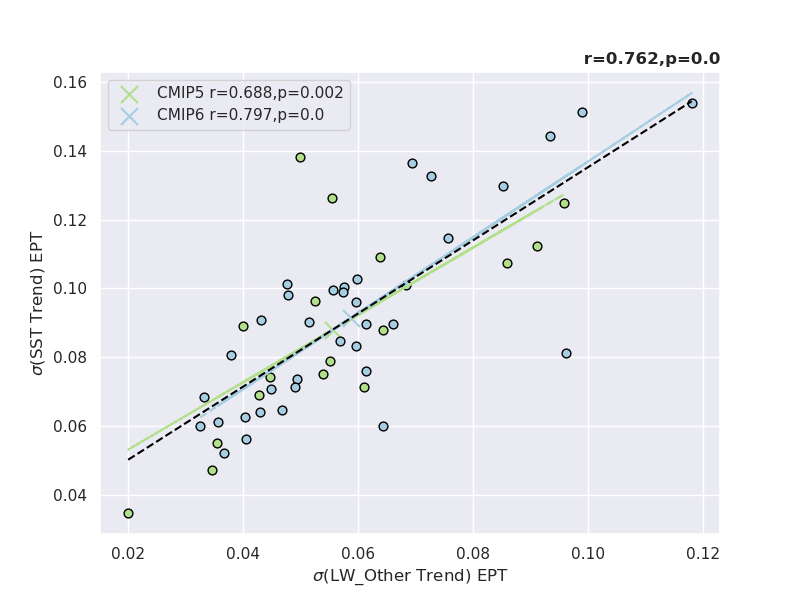 r=0.762,p=0.0
CMIP5 r=0.688,p=0.002
CMIP6 r=0.797,p=0.0
0.16
0.14
0.12
0.10
0.08
0.06
0.04
σ(SST Trend) EPT
0.02 0.04 0.06 0.08 0.10 0.12
σ(LW_Other Trend) EPT